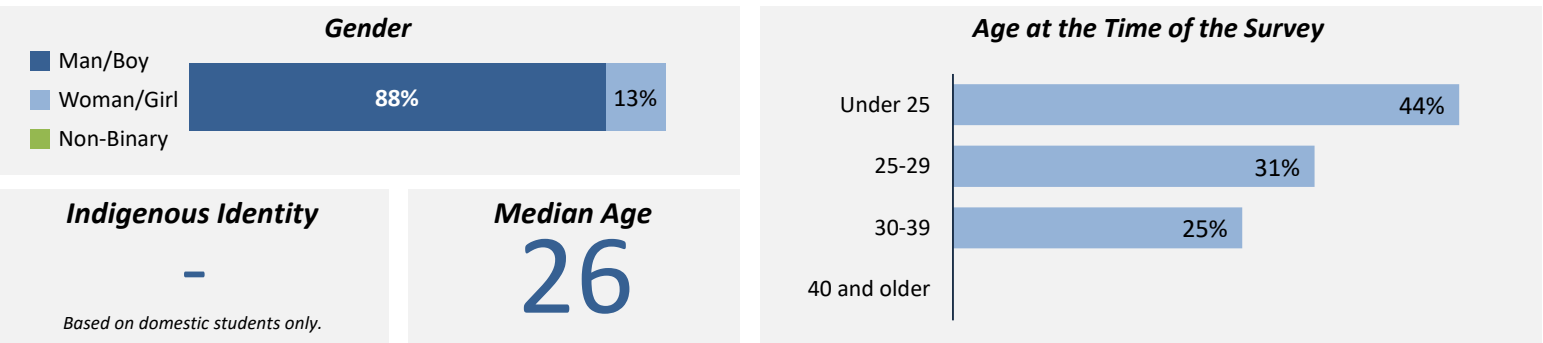 Gender
Man/Boy
Woman/Girl
Non-Binary
88%
13%
Indigenous Identity
-
Based on domestic students only.
Median Age
26
Age at the Time of the Survey
Under 25
44%
25-29
31%
30-39
25%
40 and older